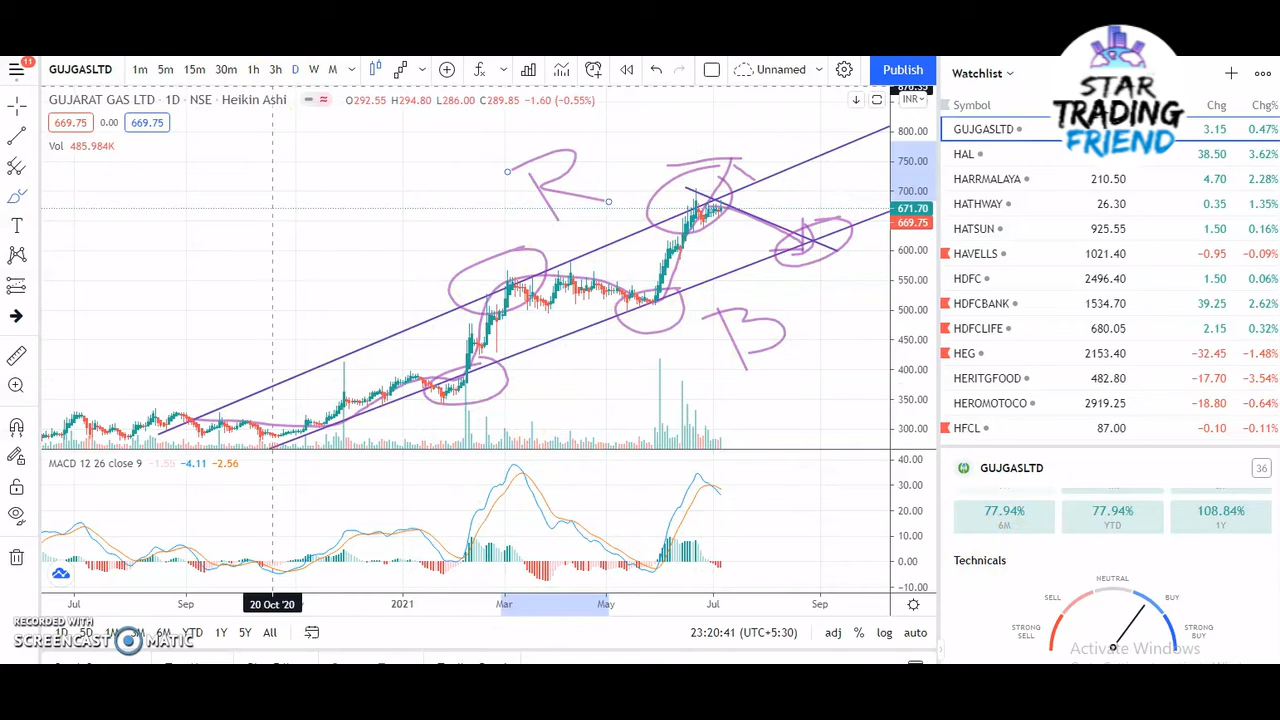 11
GUJGASLTD 1m 5m 15m 30m 1h 3h D W M Unnamed Publish
GUJARAT GAS LTD · 1D · NSE · Heikin Ashi O292.55 H294.80 L286.00 C289.85 −1.60 (−0.55%) INR
669.75 0.00 669.75
Vol 485.984K
R
B
876.35
800.00
750.00
700.00
671.70
669.75
600.00
550.00
500.00
450.00
400.00
350.00
300.00
MACD 12 26 close 9 −1.55 −4.11 −2.56
40.00
30.00
20.00
10.00
0.00
−10.00
Jul Sep 20 Oct '20 2021 Mar May Jul Sep
1D 5D 1M 3M 6M YTD 1Y 5Y All 23:20:41 (UTC+5:30) adj % log auto
RECORDED WITH
SCREENCAST MATIC
STAR
TRADING
FRIEND
Watchlist
Symbol Chg Chg%
GUJGASLTD 3.15 0.47%
HAL 38.50 3.62%
HARRMALAYA 210.50 4.70 2.28%
HATHWAY 26.30 0.35 1.35%
HATSUN 925.55 1.50 0.16%
HAVELLS 1021.40 −0.95 −0.09%
HDFC 2496.40 1.50 0.06%
HDFCBANK 1534.70 39.25 2.62%
HDFCLIFE 680.05 2.15 0.32%
HEG 2153.40 −32.45 −1.48%
HERITGFOOD 482.80 −17.70 −3.54%
HEROMOTOCO 2919.25 −18.80 −0.64%
HFCL 87.00 −0.10 −0.11%
GUJGASLTD 36
77.94% 77.94% 108.84%
6M YTD 1Y
Technicals
NEUTRAL
SELL BUY
STRONG SELL STRONG BUY
Activate Windows